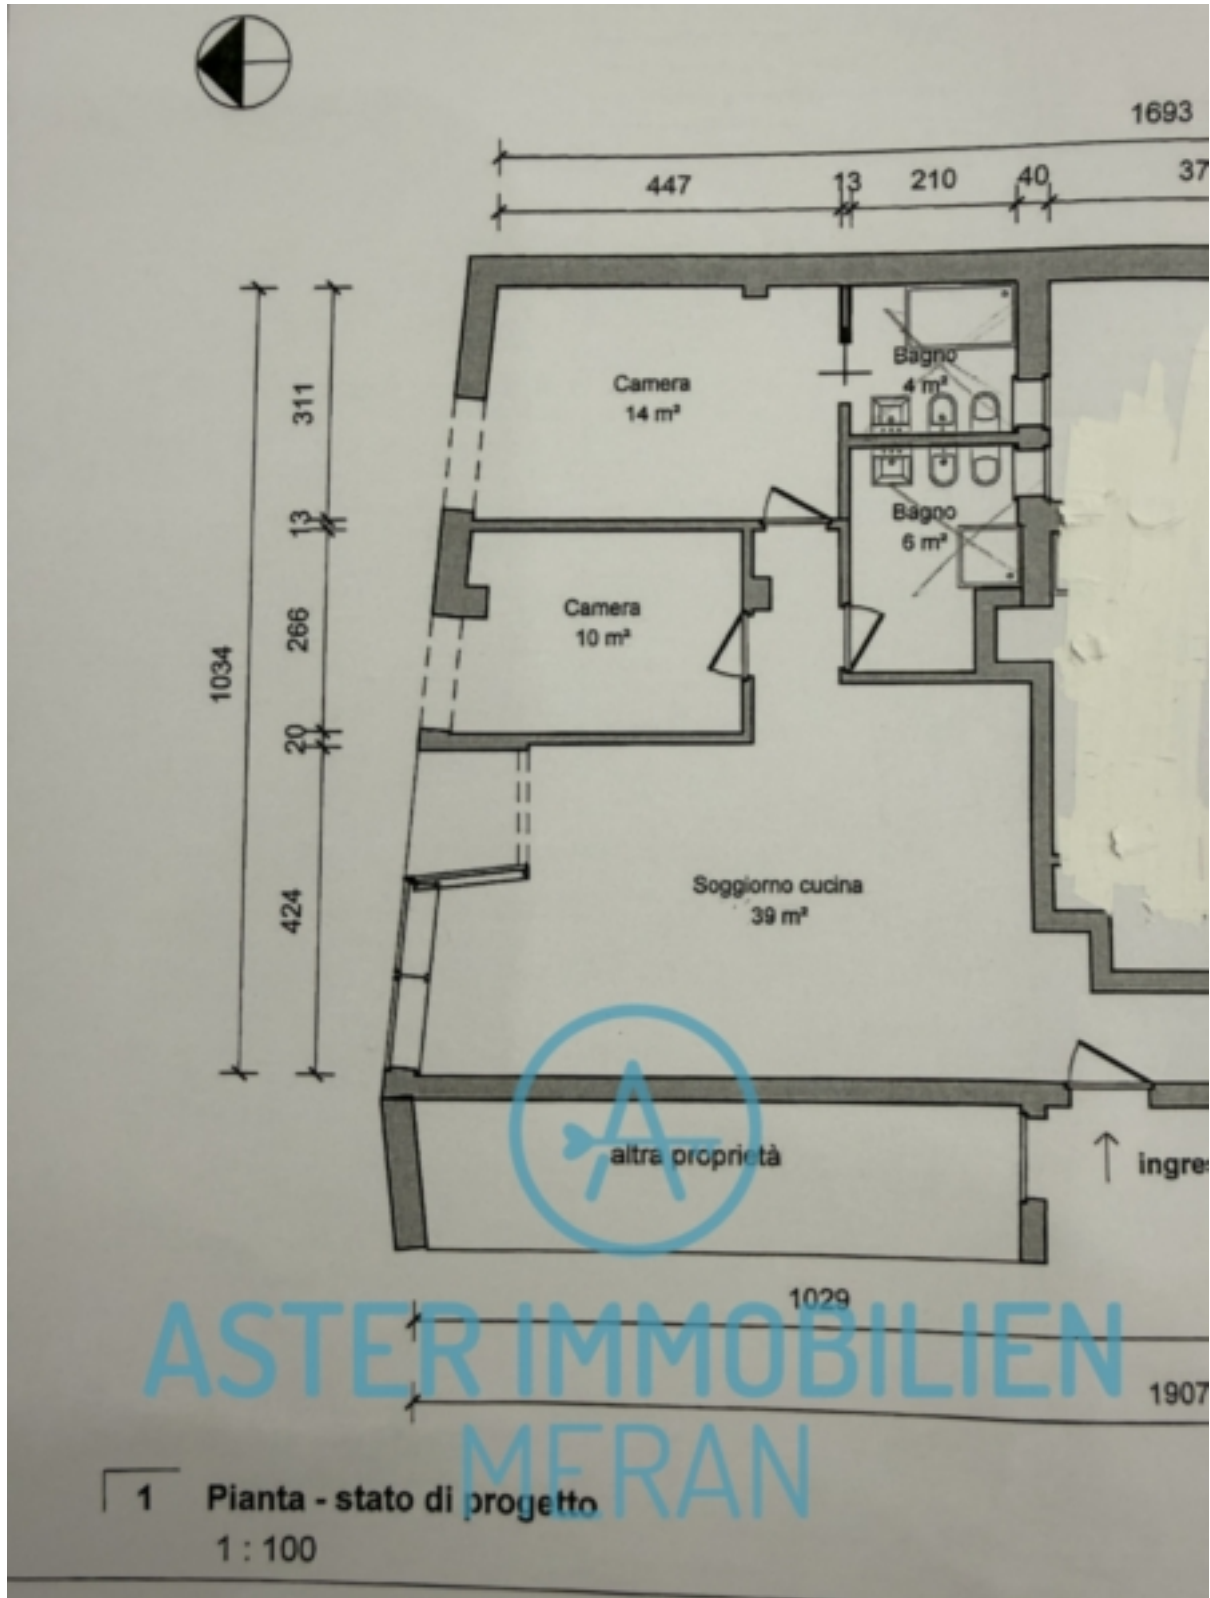 1693
447 13 210 40 37
311
13
266
20
424
1034
Camera
14 m²
Bagno
4 m²
Bagno
6 m²
Camera
10 m²
Soggiorno cucina
39 m²
altra proprietà
ingres
1029
ASTER IMMOBILIEN
1907
MERAN
1 Pianta - stato di progetto
1 : 100